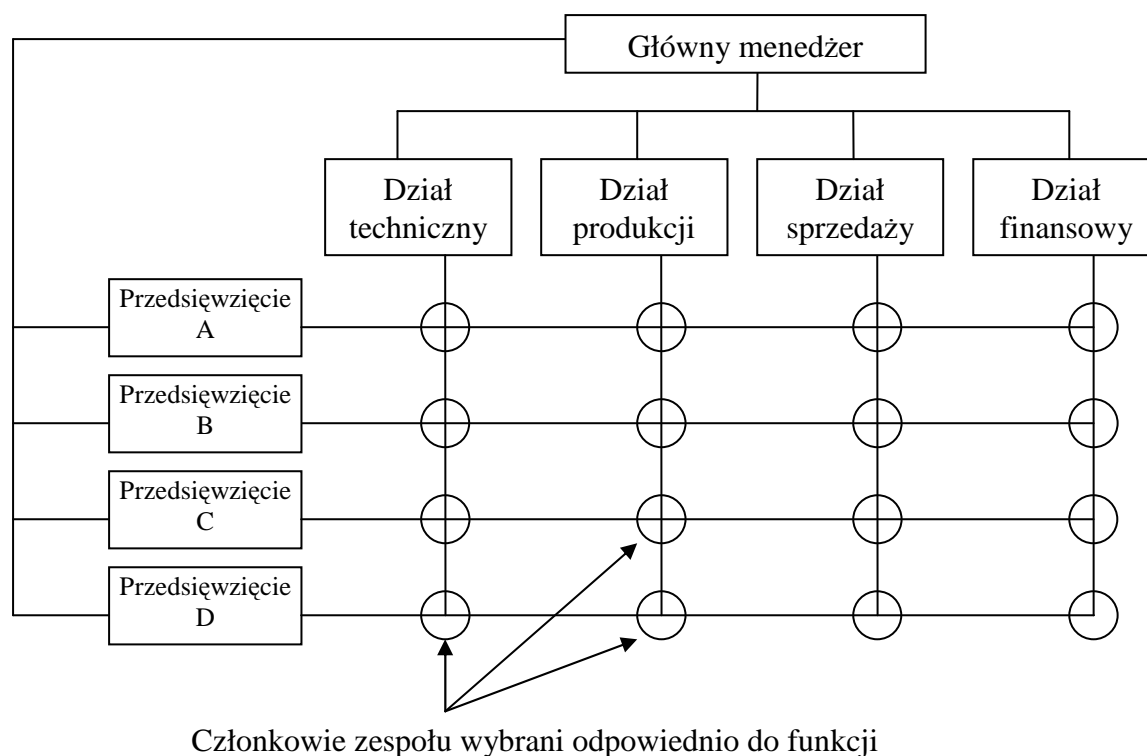 Główny menedżer
Dział
techniczny
Dział
produkcji
Dział
sprzedaży
Dział
finansowy
Przedsięwzięcie
A
Przedsięwzięcie
B
Przedsięwzięcie
C
Przedsięwzięcie
D
Członkowie zespołu wybrani odpowiednio do funkcji